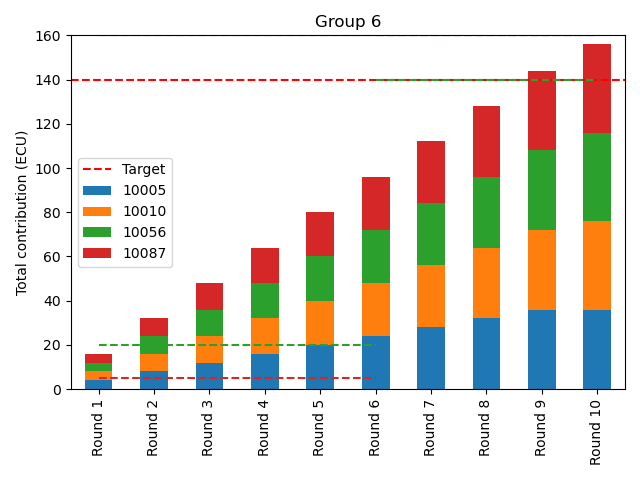 Group 6
Total contribution (ECU)
160
140
120
100
80
60
40
20
0
Target
10005
10010
10056
10087
Round 1
Round 2
Round 3
Round 4
Round 5
Round 6
Round 7
Round 8
Round 9
Round 10